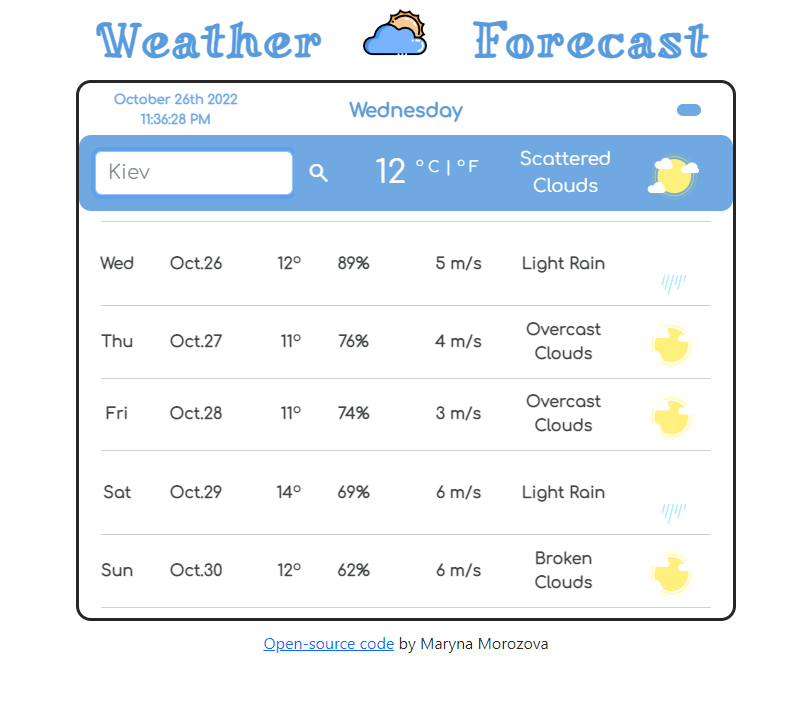 Weather Forecast
October 26th 2022
11:36:28 PM
Wednesday
Kiev
12 °C | °F
Scattered
Clouds
Wed Oct.26 12° 89% 5 m/s Light Rain
Thu Oct.27 11° 76% 4 m/s Overcast
Clouds
Fri Oct.28 11° 74% 3 m/s Overcast
Clouds
Sat Oct.29 14° 69% 6 m/s Light Rain
Sun Oct.30 12° 62% 6 m/s Broken
Clouds
Open-source code by Maryna Morozova